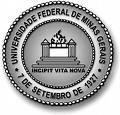 UNIVERSIDADE FEDERAL DE MINAS GERAIS
INCIPIT VITA NOVA
7 DE SETEMBRO DE 1927